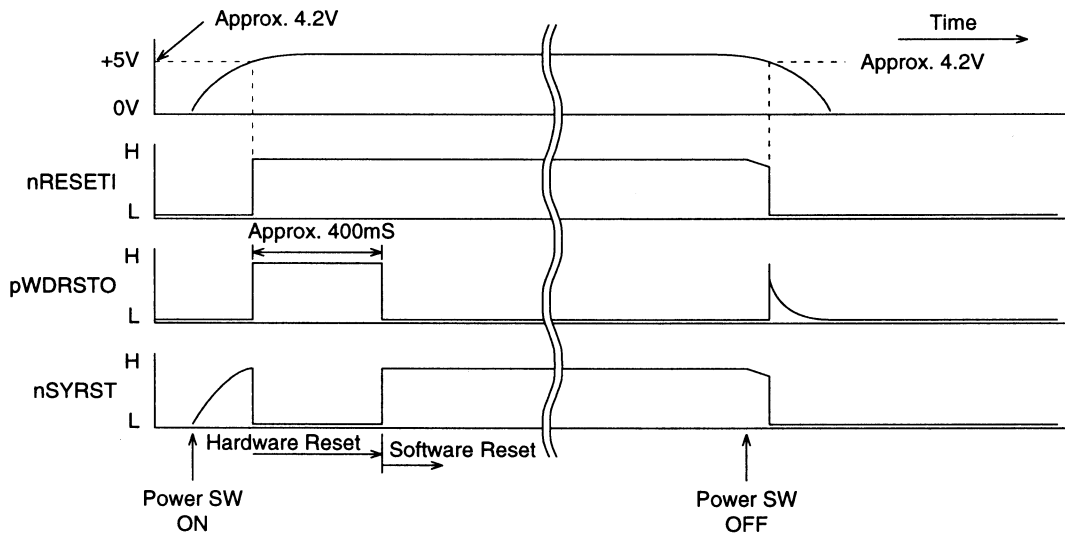 Approx. 4.2V
Time
+5V
Approx. 4.2V
0V
H
nRESETI
L
Approx. 400mS
H
pWDRSTO
L
H
nSYRST
L
Hardware Reset
Software Reset
Power SW
ON
Power SW
OFF